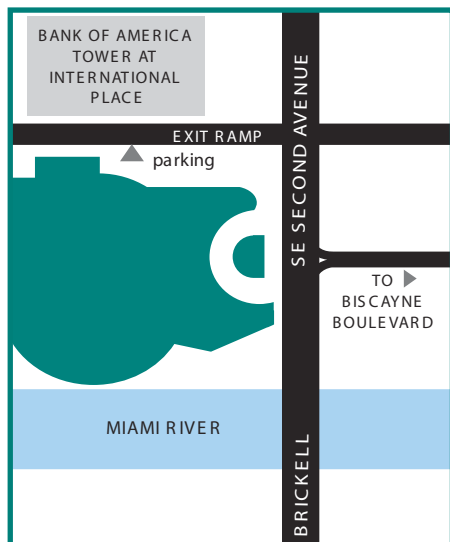 BANK OF AMERICA
TOWER AT
INTERNATIONAL
PLACE
EXIT RAMP
parking
SE SECOND AVENUE
TO
BISCAYNE
BOULEVARD
MIAMI RIVER
BRICKELL